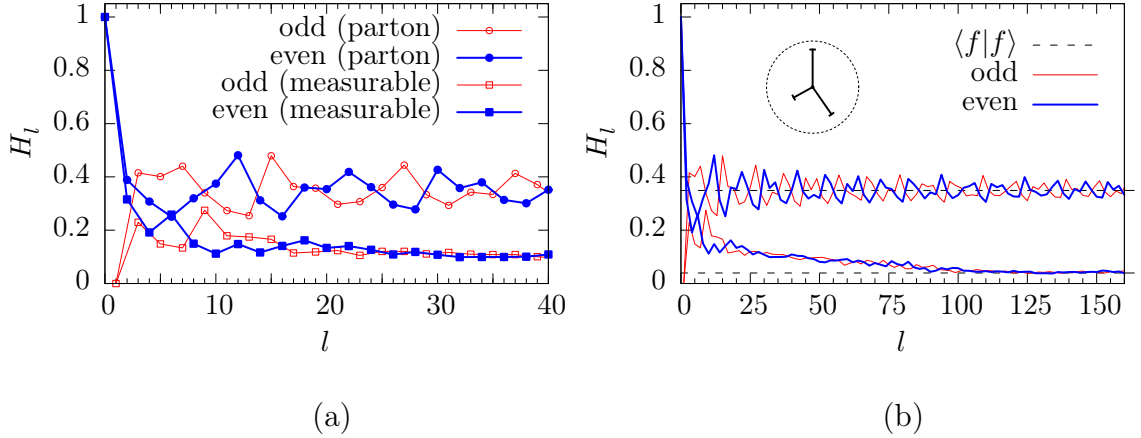 1
0.8
0.6
0.4
0.2
0
H_l
odd (parton)
even (parton)
odd (measurable)
even (measurable)
0 10 20 30 40
l
(a)
1
0.8
0.6
0.4
0.2
0
H_l
⟨f|f⟩
odd
even
0 25 50 75 100 125 150
l
(b)